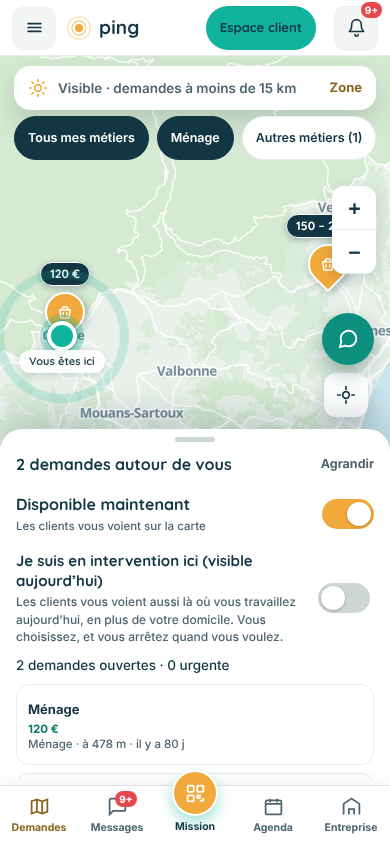 ping
Espace client
9+
Visible · demandes à moins de 15 km
Zone
Tous mes métiers
Ménage
Autres métiers (1)
+
−
120 €
Vous êtes ici
Valbonne
Mouans-Sartoux
2 demandes autour de vous
Agrandir
Disponible maintenant
Les clients vous voient sur la carte
Je suis en intervention ici (visible
aujourd’hui)
Les clients vous voient aussi là où vous travaillez
aujourd’hui, en plus de votre domicile. Vous
choisissez, et vous arrêtez quand vous voulez.
2 demandes ouvertes · 0 urgente
Ménage
120 €
Ménage · à 478 m · il y a 80 j
9+
Demandes
Messages
Mission
Agenda
Entreprise